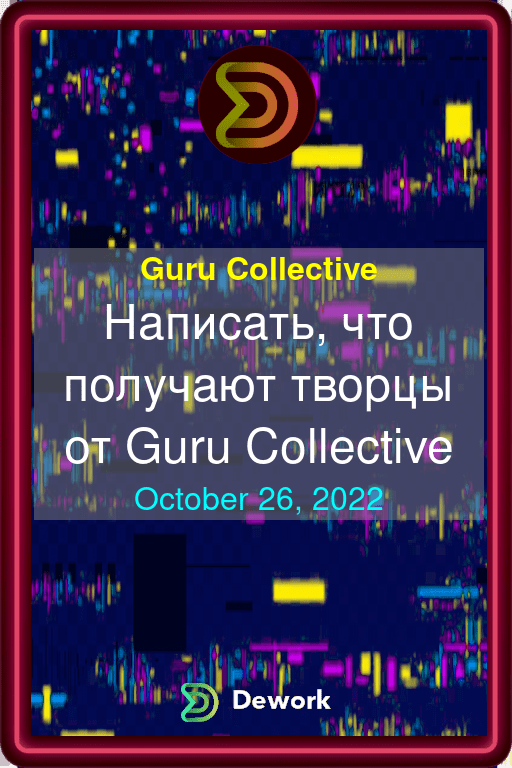 Guru Collective
Написать, что
получают творцы
от Guru Collective
October 26, 2022
Dework